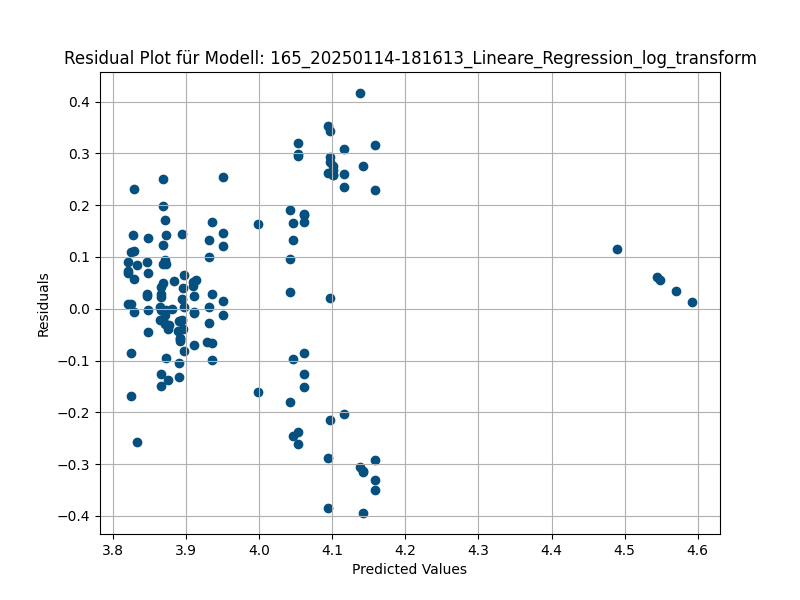 Residual Plot für Modell: 165_20250114-181613_Lineare_Regression_log_transform
0.4
0.3
0.2
0.1
0.0
−0.1
−0.2
−0.3
−0.4
Residuals
3.8 3.9 4.0 4.1 4.2 4.3 4.4 4.5 4.6
Predicted Values